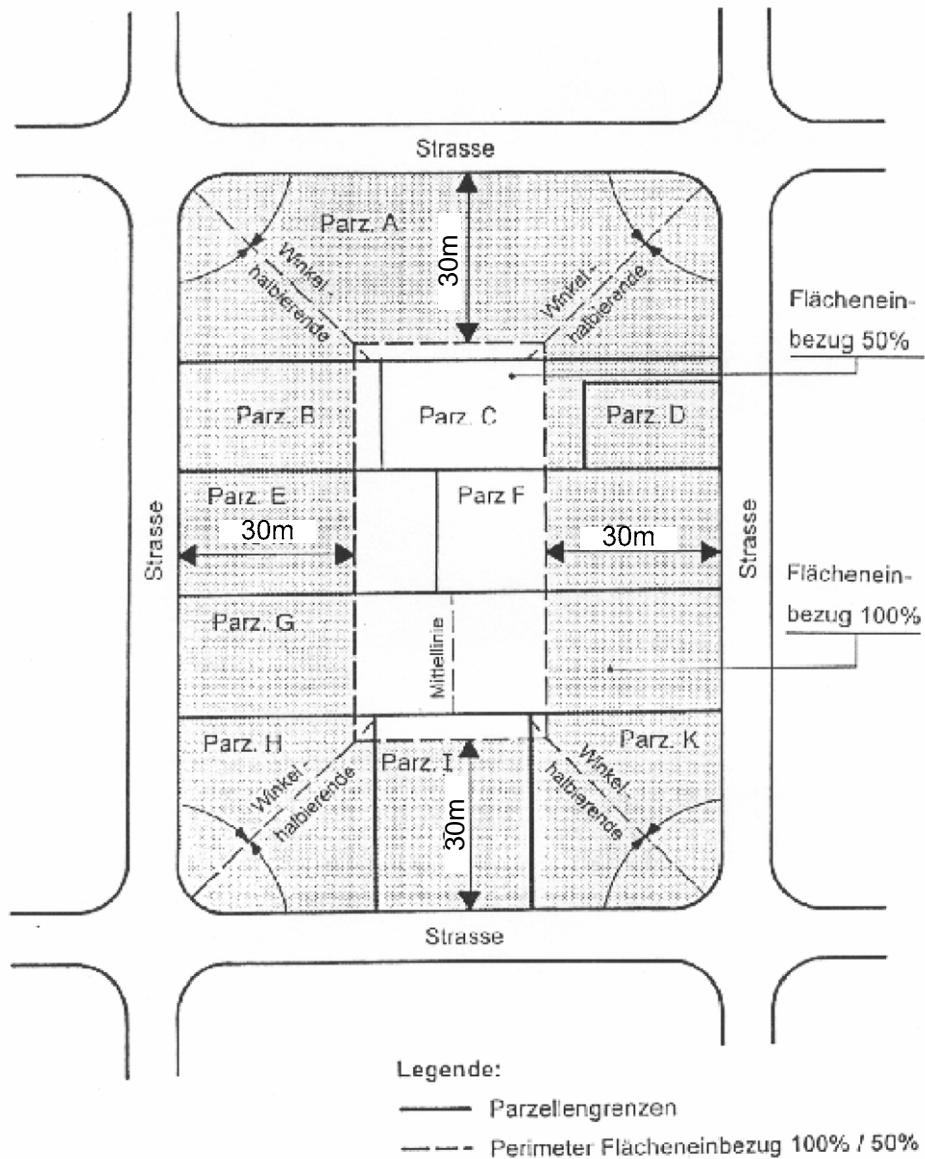 Strasse
Parz. A
30m
Winkel-
halbierende
Winkel-
halbierende
Flächenein-
bezug 50%
Parz. B
Parz. C
Parz. D
Parz. E
Parz F
30m
30m
Strasse
Strasse
Flächenein-
bezug 100%
Parz. G
Mittellinie
Parz. H
Parz. I
Parz. K
Winkel-
halbierende
Winkel-
halbierende
30m
Strasse
Legende:
Parzellengrenzen
Perimeter Flächeneinbezug 100% / 50%